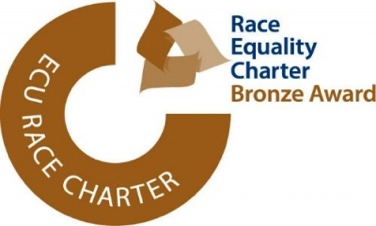 Race
Equality
Charter
Bronze Award
ECU RACE CHARTER